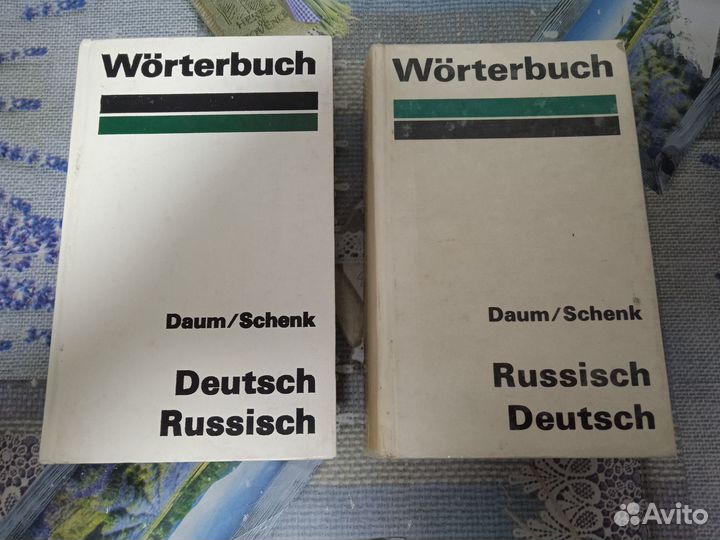 Wörterbuch
Daum/Schenk
Deutsch
Russisch
Wörterbuch
Daum/Schenk
Russisch
Deutsch
Avito